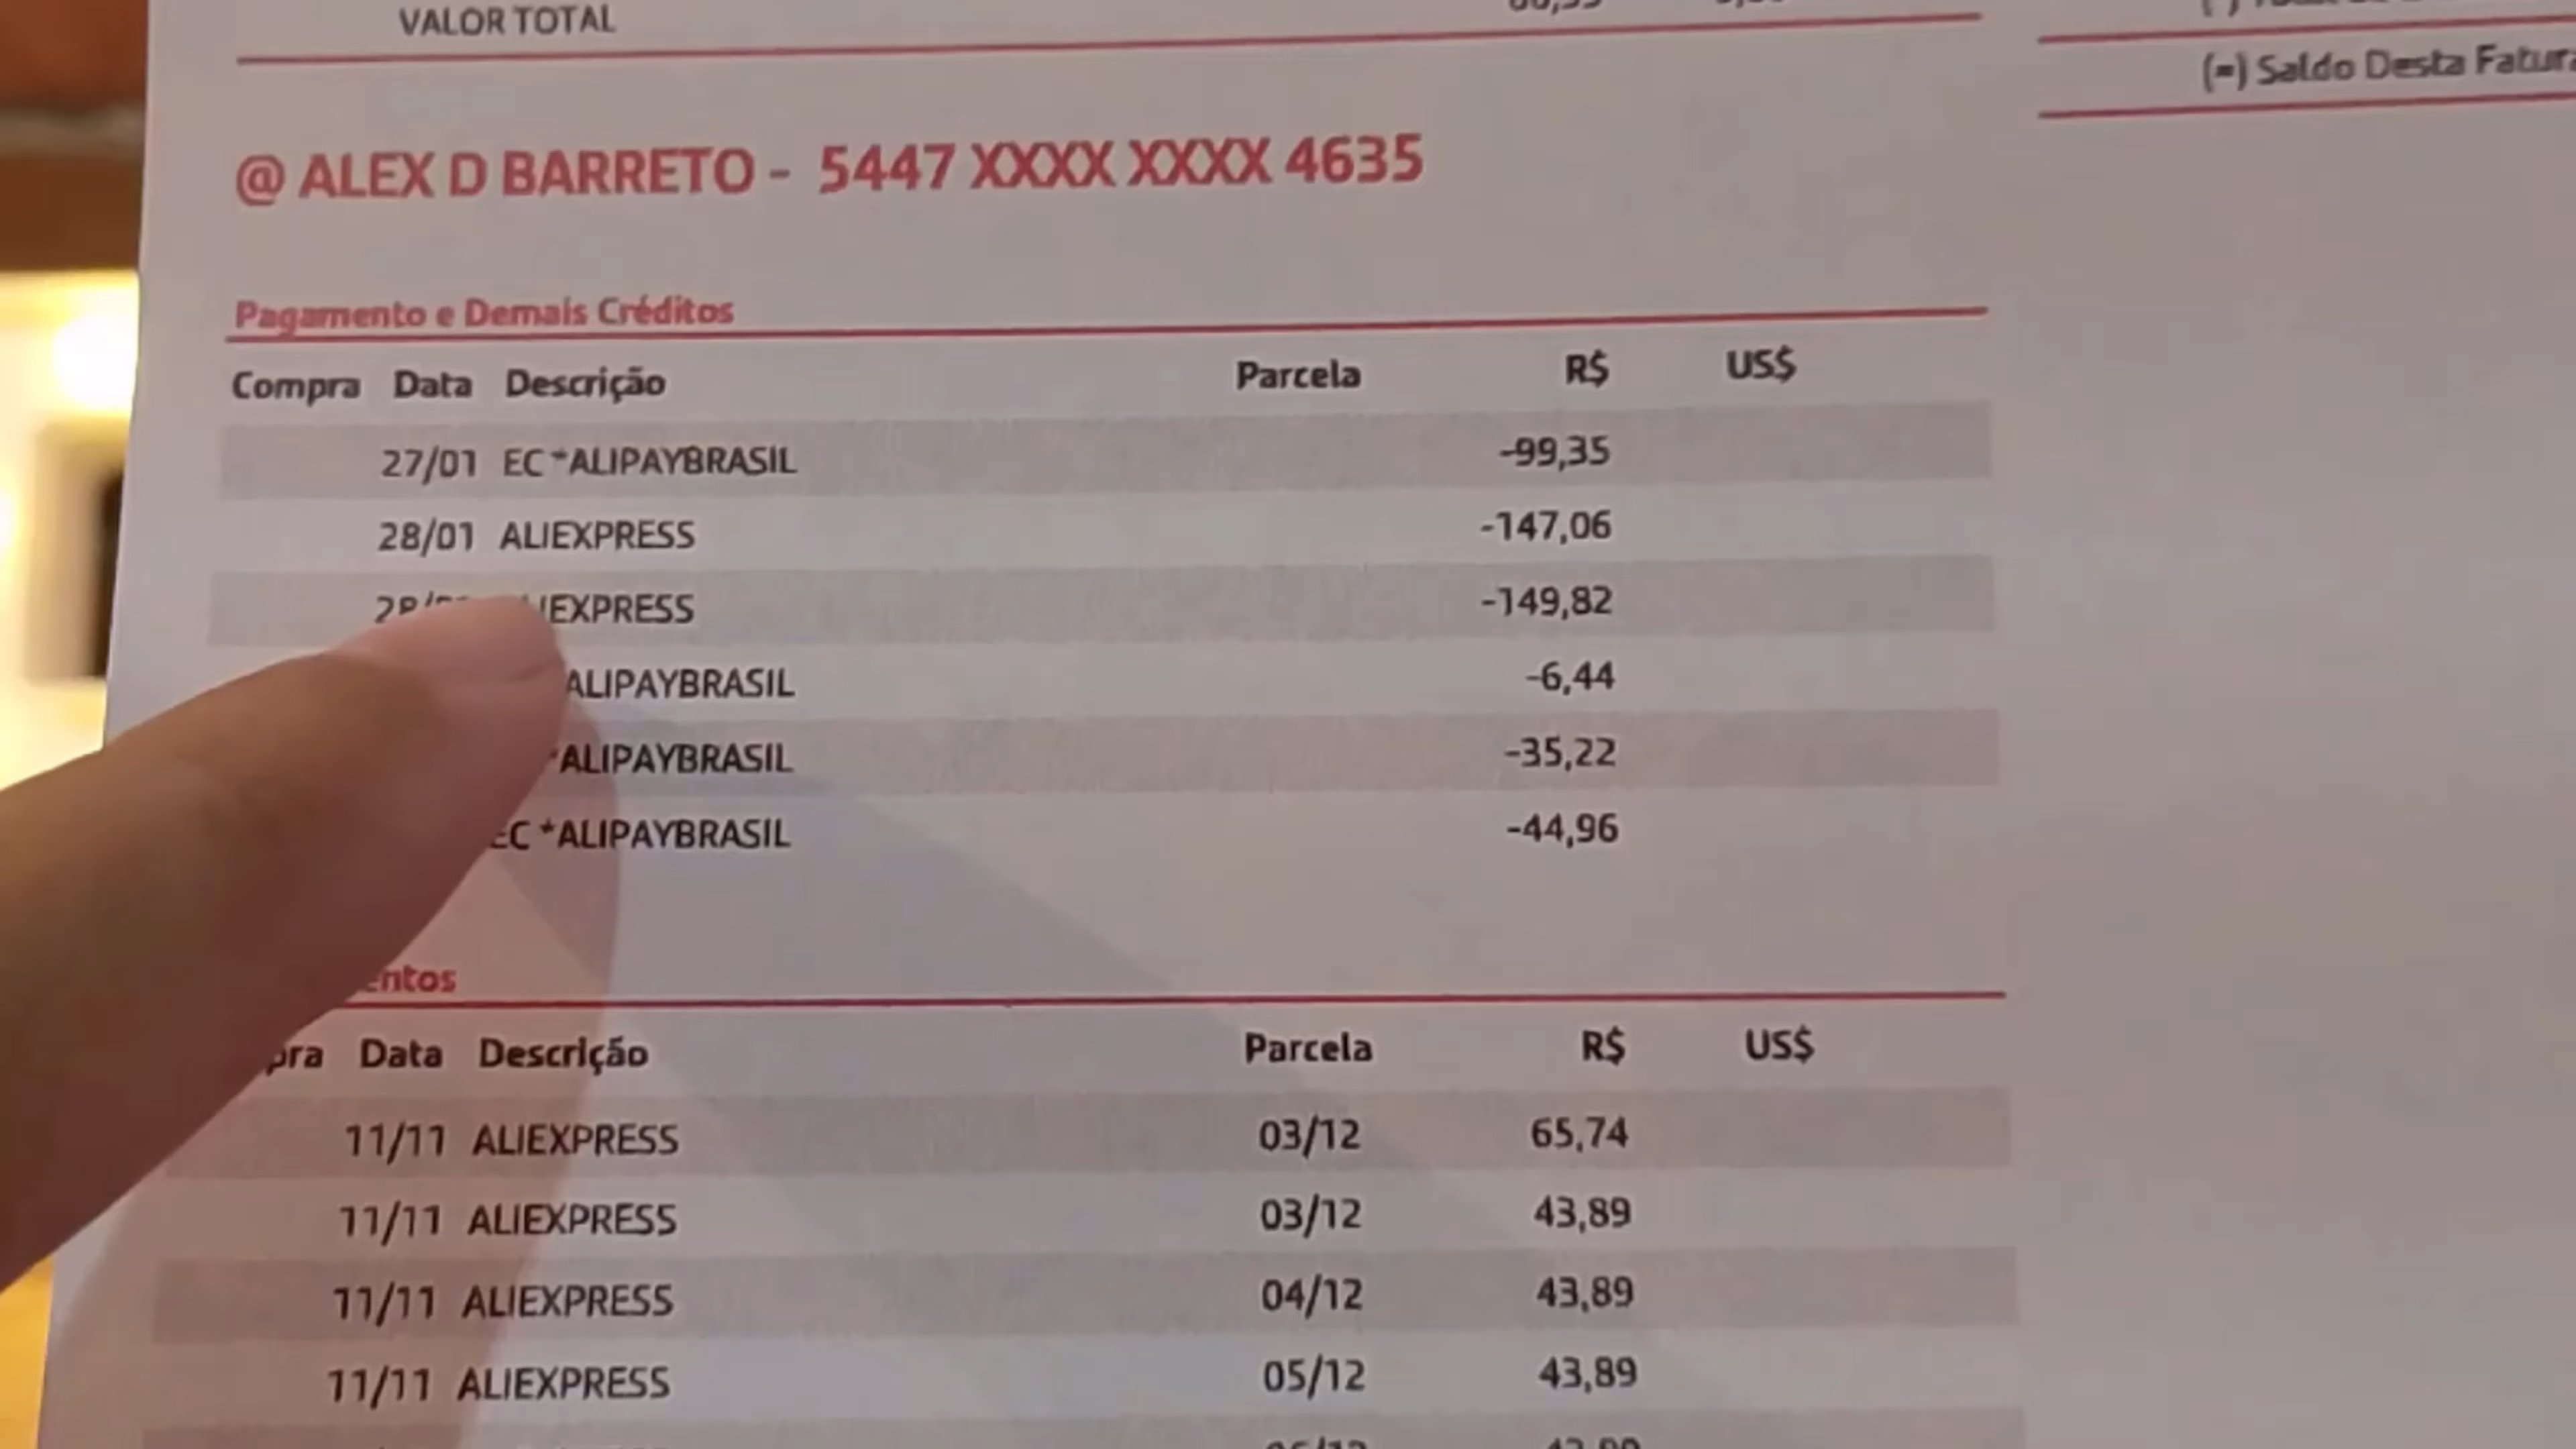 VALOR TOTAL
(=) Saldo Desta Fatura
@ ALEX D BARRETO - 5447 XXXX XXXX 4635
Pagamento e Demais Créditos
Compra Data Descrição Parcela R$ US$
27/01 EC *ALIPAYBRASIL -99,35
28/01 ALIEXPRESS -147,06
IEXPRESS -149,82
ALIPAYBRASIL -6,44
*ALIPAYBRASIL -35,22
EC *ALIPAYBRASIL -44,96
entos
pra Data Descrição Parcela R$ US$
11/11 ALIEXPRESS 03/12 65,74
11/11 ALIEXPRESS 03/12 43,89
11/11 ALIEXPRESS 04/12 43,89
11/11 ALIEXPRESS 05/12 43,89